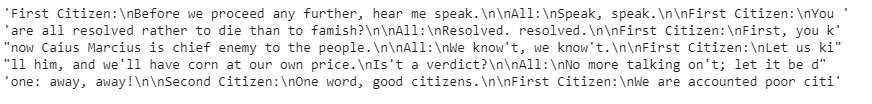 'First Citizen:\nBefore we proceed any further, hear me speak.\n\nAll:\nSpeak, speak.\n\nFirst Citizen:\nYou '
'are all resolved rather to die than to famish?\n\nAll:\nResolved. resolved.\n\nFirst Citizen:\nFirst, you k'
"now Caius Marcius is chief enemy to the people.\n\nAll:\nWe know't, we know't.\n\nFirst Citizen:\nLet us ki"
"ll him, and we'll have corn at our own price.\nIs't a verdict?\n\nAll:\nNo more talking on't; let it be d"
'one: away, away!\n\nSecond Citizen:\nOne word, good citizens.\n\nFirst Citizen:\nWe are accounted poor citi'